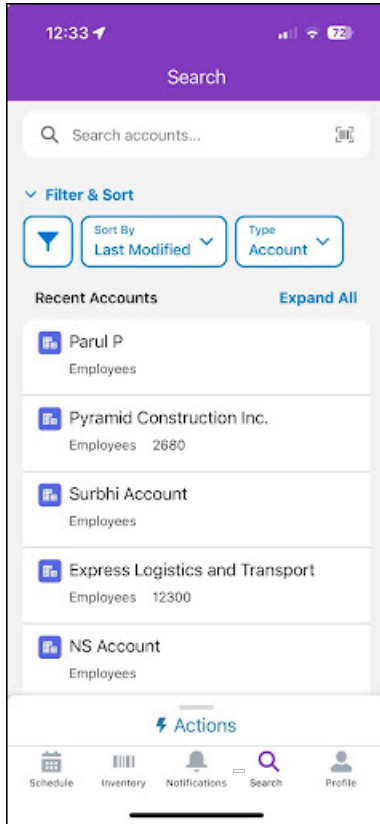 12:33
72
Search
Search accounts...
Filter & Sort
Sort By
Last Modified
Type
Account
Recent Accounts
Expand All
Parul P
Employees
Pyramid Construction Inc.
Employees 2680
Surbhi Account
Employees
Express Logistics and Transport
Employees 12300
NS Account
Employees
Actions
Schedule Inventory Notifications Search Profile